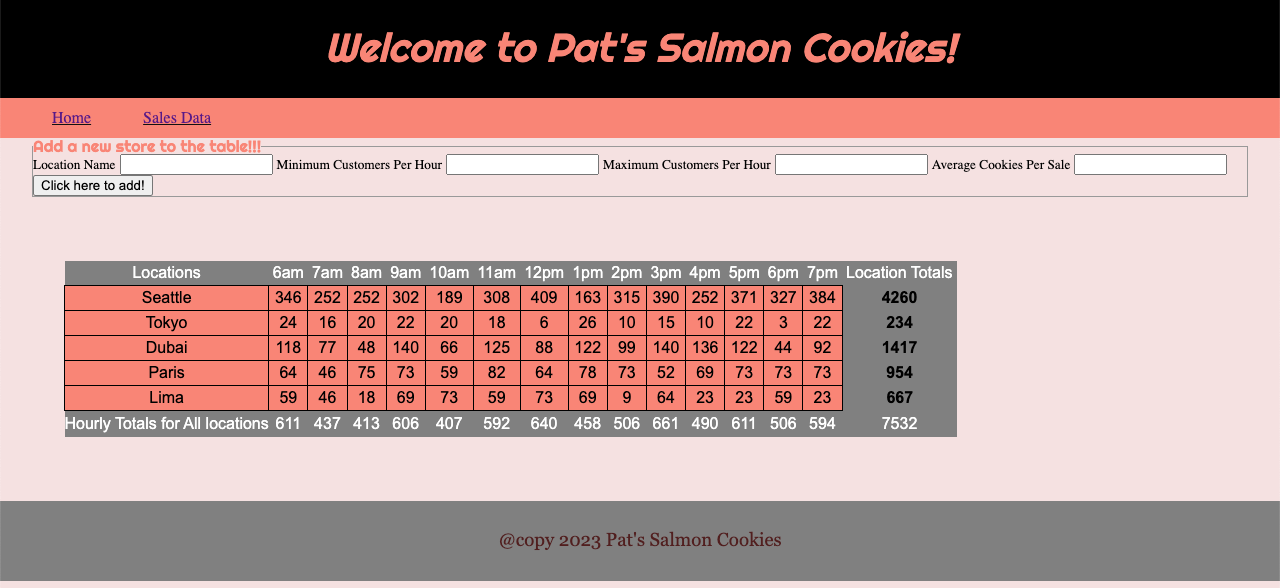 Welcome to Pat's Salmon Cookies!
Home Sales Data
Add a new store to the table!!!
Location Name Minimum Customers Per Hour Maximum Customers Per Hour Average Cookies Per Sale
Click here to add!
Locations 6am 7am 8am 9am 10am 11am 12pm 1pm 2pm 3pm 4pm 5pm 6pm 7pm Location Totals
Seattle 346 252 252 302 189 308 409 163 315 390 252 371 327 384 4260
Tokyo 24 16 20 22 20 18 6 26 10 15 10 22 3 22 234
Dubai 118 77 48 140 66 125 88 122 99 140 136 122 44 92 1417
Paris 64 46 75 73 59 82 64 78 73 52 69 73 73 73 954
Lima 59 46 18 69 73 59 73 69 9 64 23 23 59 23 667
Hourly Totals for All locations 611 437 413 606 407 592 640 458 506 661 490 611 506 594 7532
@copy 2023 Pat's Salmon Cookies